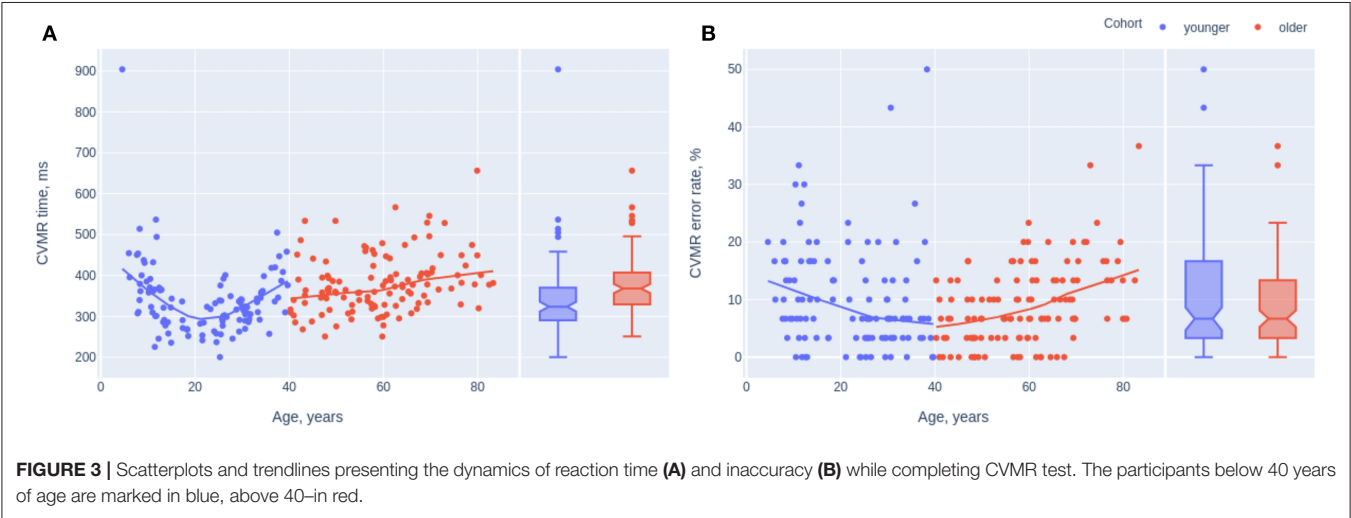 A
B
Cohort younger older
CVMR time, ms
900
800
700
600
500
400
300
200
0 20 40 60 80
Age, years
CVMR error rate, %
50
40
30
20
10
0
0 20 40 60 80
Age, years
FIGURE 3 | Scatterplots and trendlines presenting the dynamics of reaction time (A) and inaccuracy (B) while completing CVMR test. The participants below 40 years
of age are marked in blue, above 40–in red.